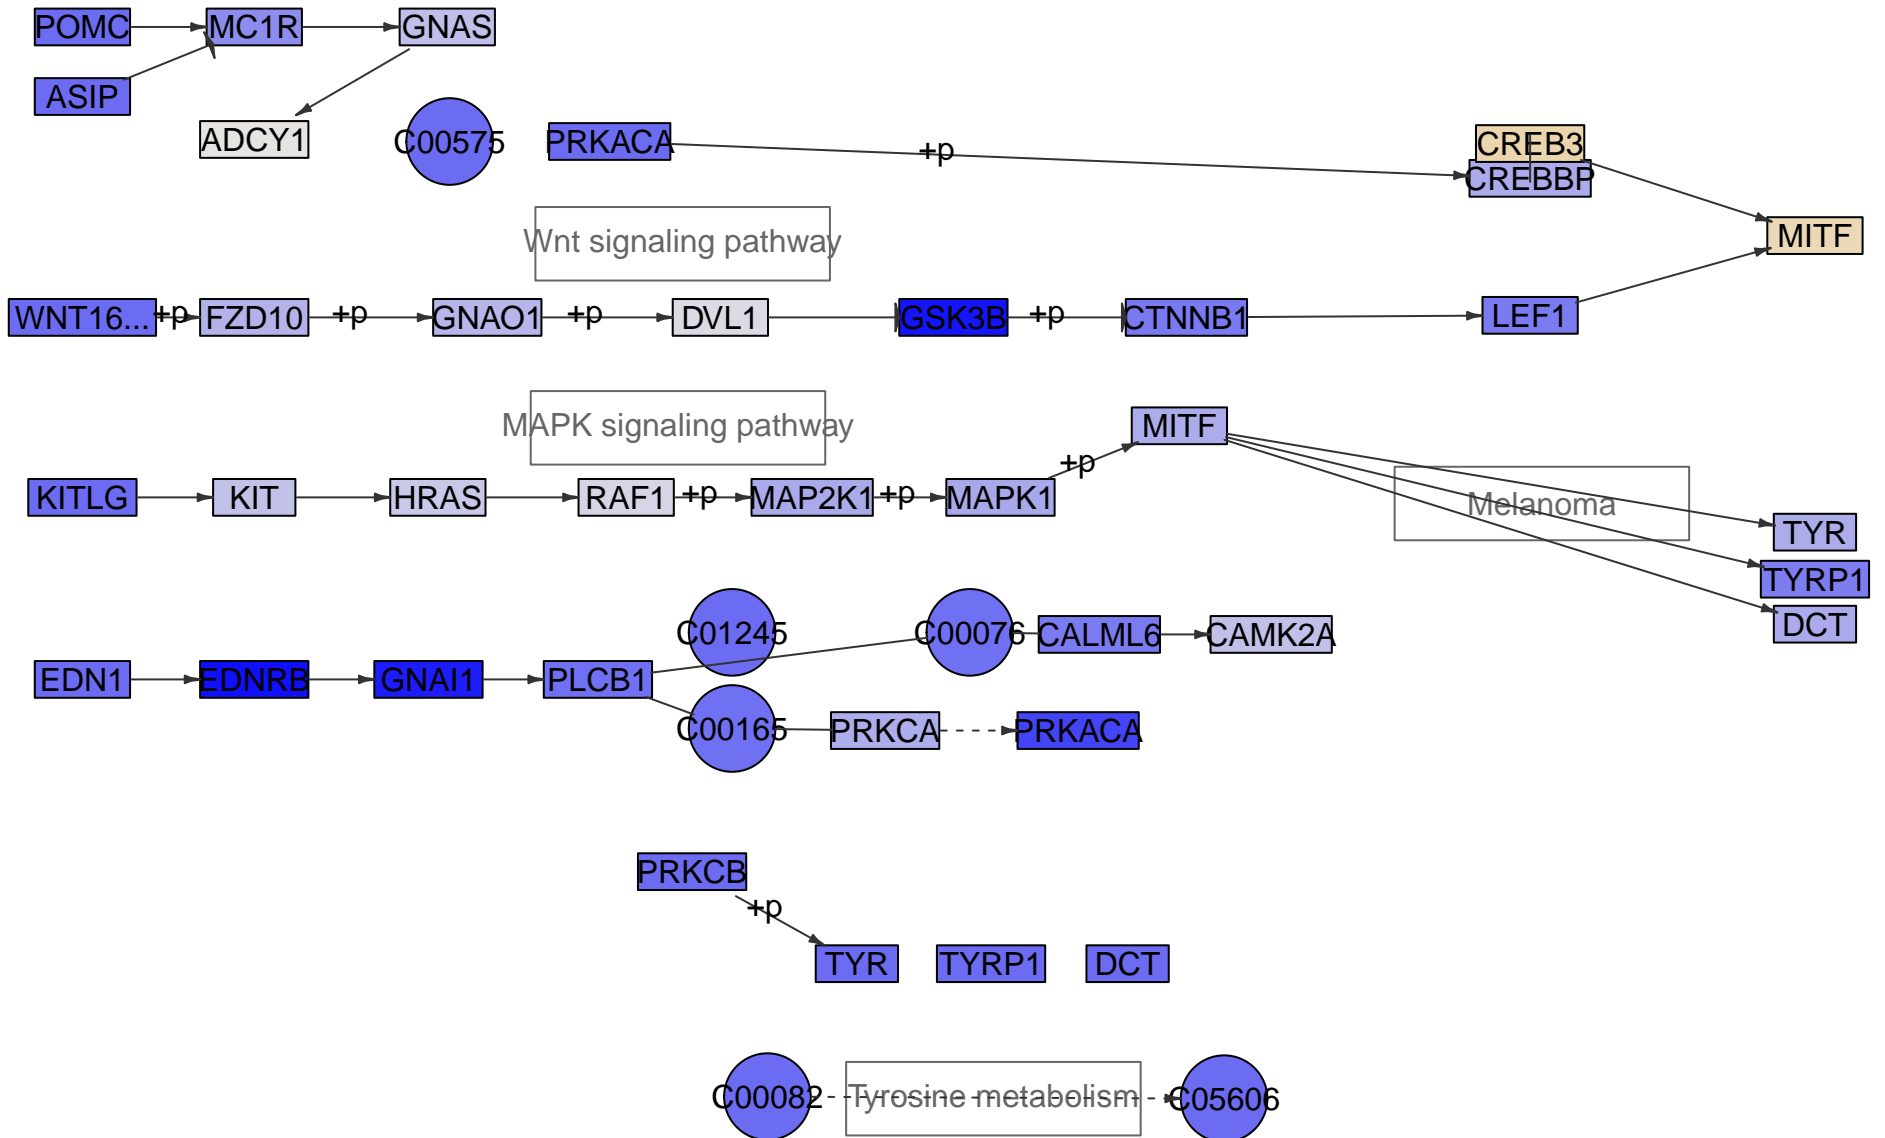 POMC
MC1R
GNAS
ASIP
ADCY1
C00575
PRKACA
+p
CREB3
CREBBP
Wnt signaling pathway
MITF
WNT16...
+p
FZD10
+p
GNAO1
+p
DVL1
GSK3B
+p
CTNNB1
LEF1
MAPK signaling pathway
MITF
+p
KITLG
KIT
HRAS
RAF1
+p
MAP2K1
+p
MAPK1
Melanoma
TYR
TYRP1
DCT
C01245
C00076
CALML6
CAMK2A
EDN1
EDNRB
GNAI1
PLCB1
C00165
PRKCA
PRKACA
PRKCB
+p
TYR
TYRP1
DCT
C00082
Tyrosine metabolism
C05606